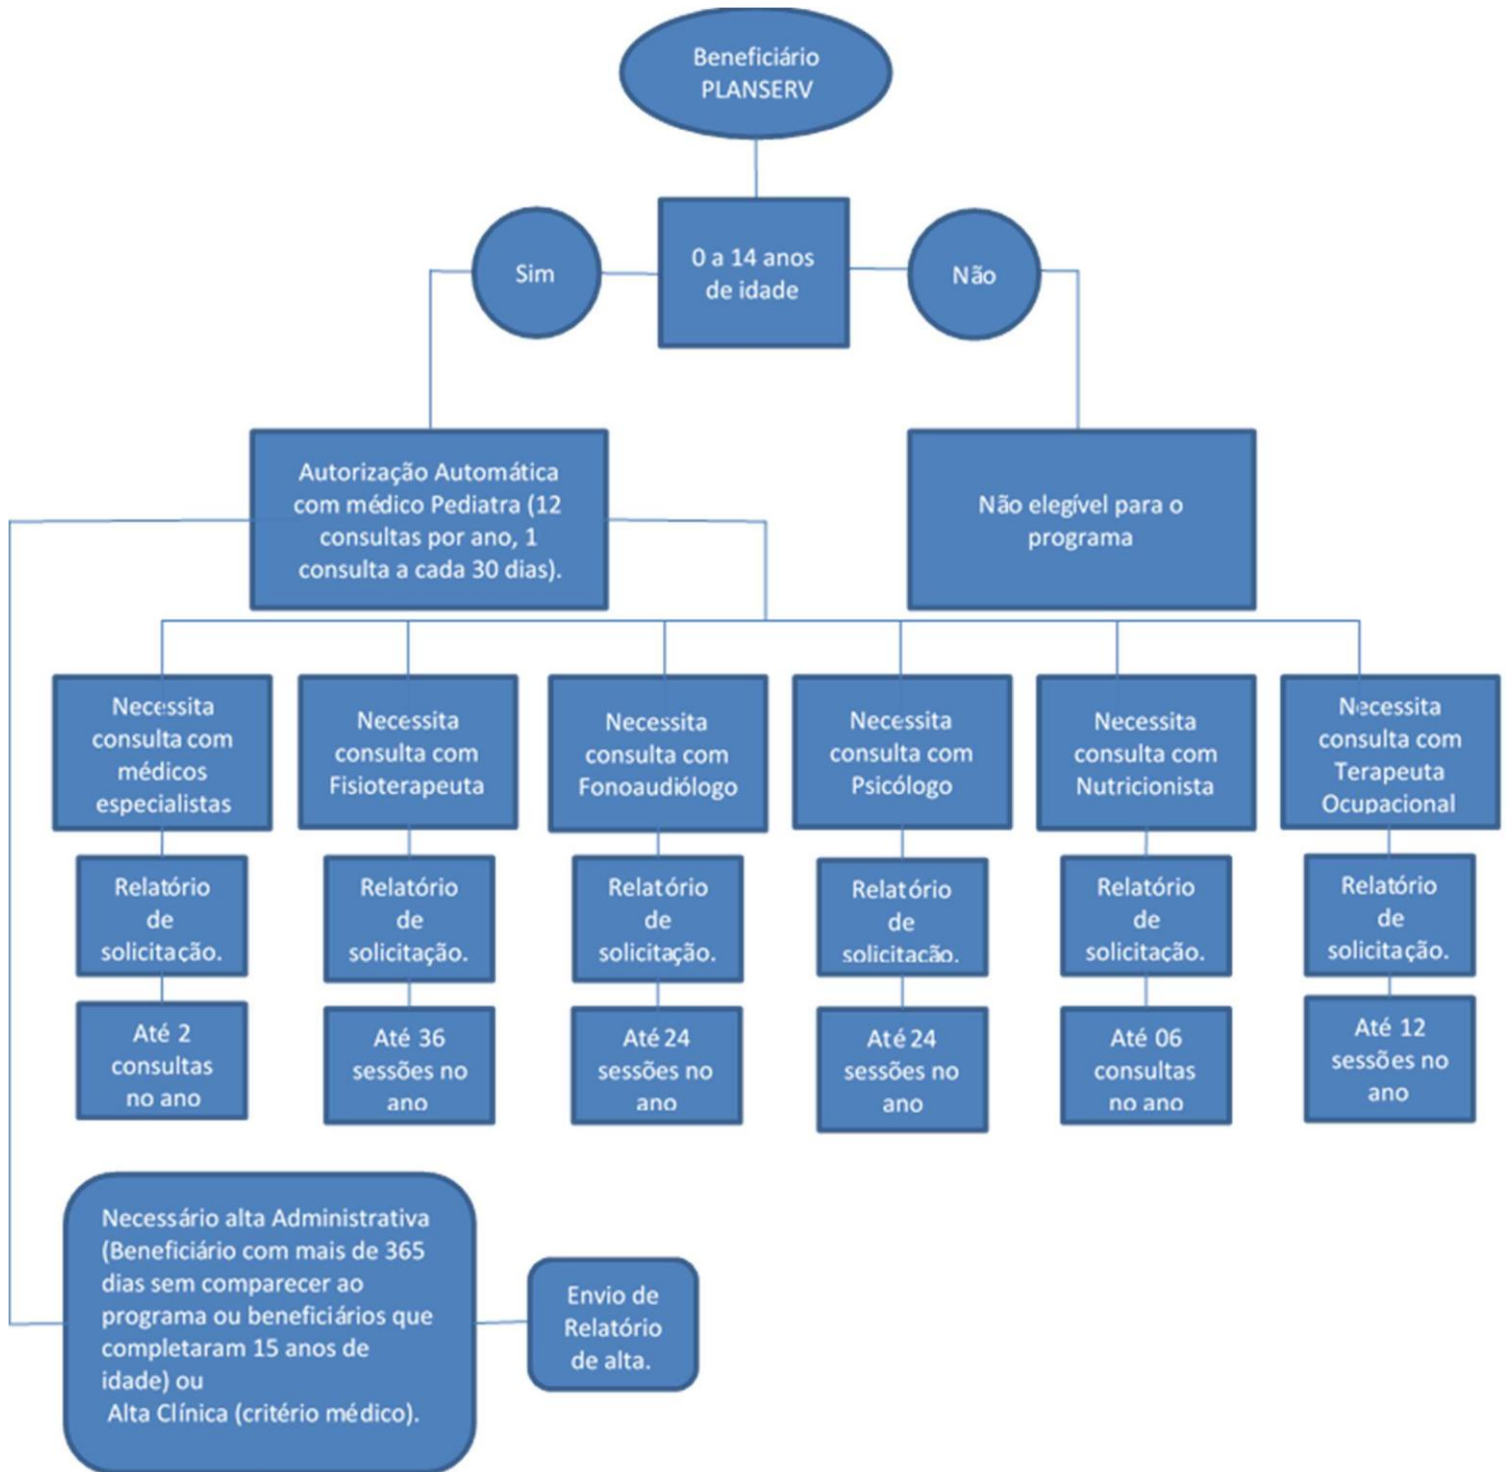 Beneficiário
PLANSERV
Sim
0 a 14 anos
de idade
Não
Autorização Automática
com médico Pediatra (12
consultas por ano, 1
consulta a cada 30 dias).
Não elegível para o
programa
Necessita
consulta com
médicos
especialistas
Necessita
consulta com
Fisioterapeuta
Necessita
consulta com
Fonoaudiólogo
Necessita
consulta com
Psicólogo
Necessita
consulta com
Nutricionista
Necessita
consulta com
Terapeuta
Ocupacional
Relatório
de
solicitação.
Relatório
de
solicitação.
Relatório
de
solicitação.
Relatório
de
solicitação.
Relatório
de
solicitação.
Relatório
de
solicitação.
Até 2
consultas
no ano
Até 36
sessões no
ano
Até 24
sessões no
ano
Até 24
sessões no
ano
Até 06
consultas
no ano
Até 12
sessões no
ano
Necessário alta Administrativa
(Beneficiário com mais de 365
dias sem comparecer ao
programa ou beneficiários que
completaram 15 anos de
idade) ou
Alta Clínica (critério médico).
Envio de
Relatório
de alta.